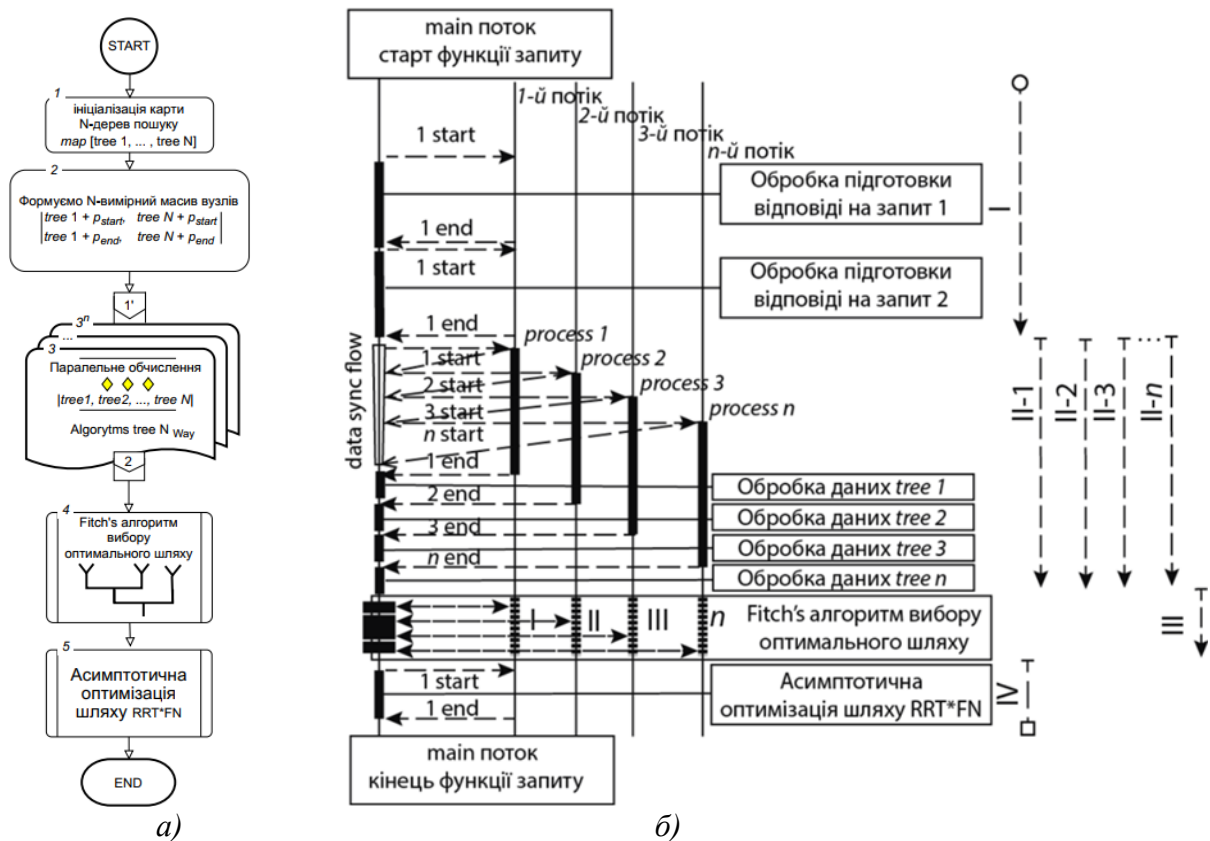 START
1
ініціалізація карти
N-дерев пошуку
map [tree 1, ... , tree N]
2
Формуємо N-вимірний масив вузлів
|tree 1 + p_start, tree N + p_start|
|tree 1 + p_end, tree N + p_end|
1'
3ⁿ
...
3
Паралельне обчислення
|tree1, tree2, ..., tree N|
Algorytms tree N Way
2
4
Fitch's алгоритм
вибору
оптимального шляху
5
Асимптотична
оптимізація
шляху RRT*FN
END
а)
main поток
старт функції запиту
1-й потік
2-й потік
3-й потік
n-й потік
1 start
Обробка підготовки
відповіді на запит 1
1 end
1 start
Обробка підготовки
відповіді на запит 2
1 end
process 1
1 start
process 2
2 start
process 3
3 start
process n
n start
data sync flow
1 end
Обробка даних tree 1
2 end
Обробка даних tree 2
3 end
Обробка даних tree 3
n end
Обробка даних tree n
I
II
III
n
Fitch's алгоритм вибору
оптимального шляху
1 start
Асимптотична
оптимізація шляху RRT*FN
1 end
main поток
кінець функції запиту
I
...
II-1
II-2
II-3
II-n
III
IV
б)